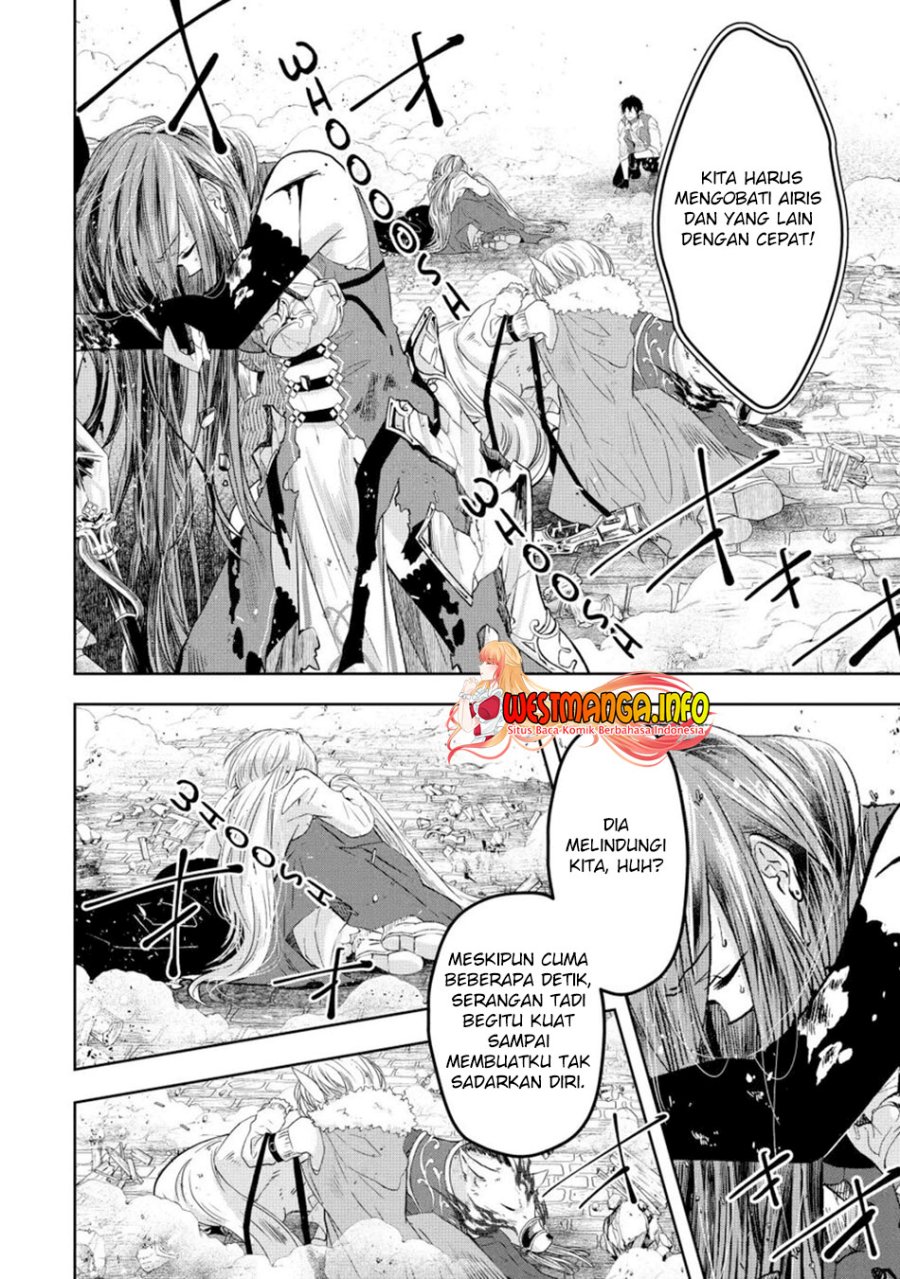 WHOOOOOSH
KITA HARUS
MENGOBATI AIRIS
DAN YANG LAIN
DENGAN CEPAT!
WHOOSH
WESTMANGA.INFO
Situs Baca Komik Berbahasa Indonesia
DIA
MELINDUNGI
KITA, HUH?
WHOOSH
MESKIPUN CUMA
BEBERAPA DETIK,
SERANGAN TADI
BEGITU KUAT
SAMPAI
MEMBUATKU TAK
SADARKAN DIRI.